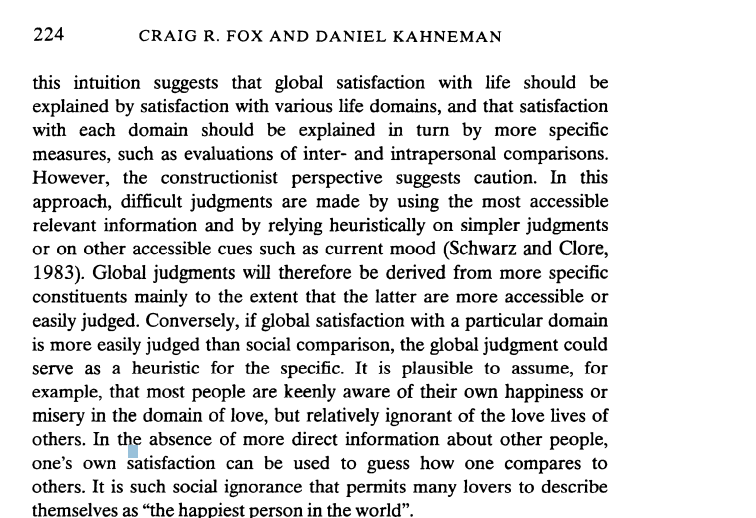 224 CRAIG R. FOX AND DANIEL KAHNEMAN
this intuition suggests that global satisfaction with life should be
explained by satisfaction with various life domains, and that satisfaction
with each domain should be explained in turn by more specific
measures, such as evaluations of inter- and intrapersonal comparisons.
However, the constructionist perspective suggests caution. In this
approach, difficult judgments are made by using the most accessible
relevant information and by relying heuristically on simpler judgments
or on other accessible cues such as current mood (Schwarz and Clore,
1983). Global judgments will therefore be derived from more specific
constituents mainly to the extent that the latter are more accessible or
easily judged. Conversely, if global satisfaction with a particular domain
is more easily judged than social comparison, the global judgment could
serve as a heuristic for the specific. It is plausible to assume, for
example, that most people are keenly aware of their own happiness or
misery in the domain of love, but relatively ignorant of the love lives of
others. In the absence of more direct information about other people,
one's own satisfaction can be used to guess how one compares to
others. It is such social ignorance that permits many lovers to describe
themselves as “the happiest person in the world”.